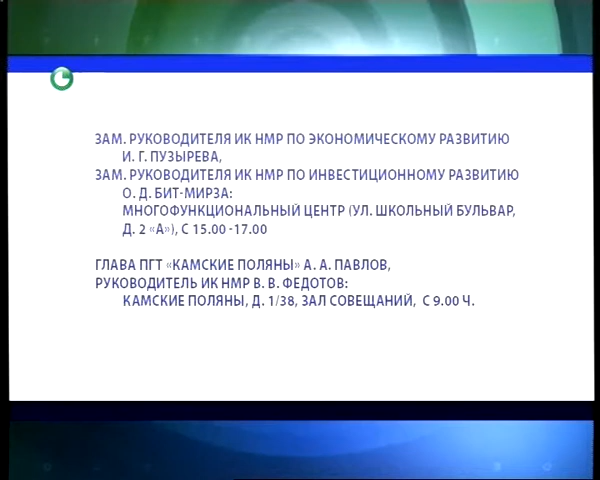 ЗАМ. РУКОВОДИТЕЛЯ ИК НМР ПО ЭКОНОМИЧЕСКОМУ РАЗВИТИЮ
И. Г. ПУЗЫРЕВА,
ЗАМ. РУКОВОДИТЕЛЯ ИК НМР ПО ИНВЕСТИЦИОННОМУ РАЗВИТИЮ
О. Д. БИТ-МИРЗА:
МНОГОФУНКЦИОНАЛЬНЫЙ ЦЕНТР (УЛ. ШКОЛЬНЫЙ БУЛЬВАР,
Д. 2 «А»), С 15.00 -17.00
ГЛАВА ПГТ «КАМСКИЕ ПОЛЯНЫ» А. А. ПАВЛОВ,
РУКОВОДИТЕЛЬ ИК НМР В. В. ФЕДОТОВ:
КАМСКИЕ ПОЛЯНЫ, Д. 1/38, ЗАЛ СОВЕЩАНИЙ, С 9.00 Ч.